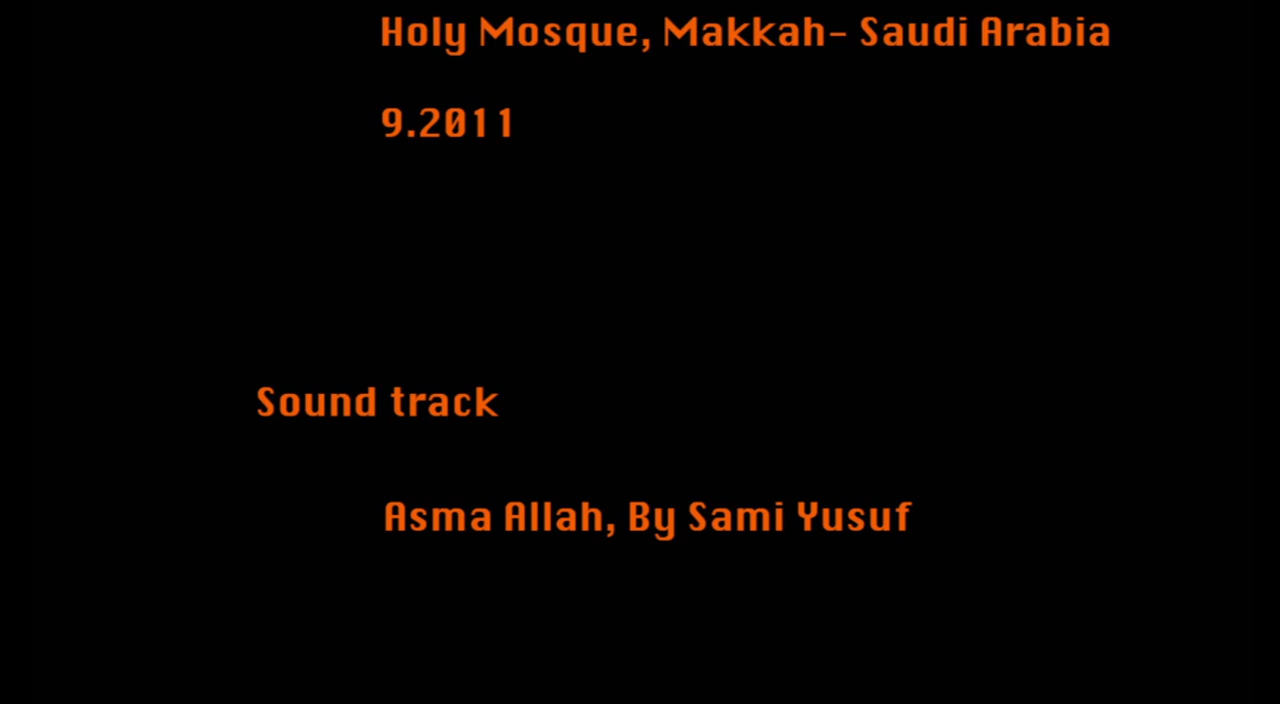 Holy Mosque, Makkah- Saudi Arabia
9.2011
Sound track
Asma Allah, By Sami Yusuf